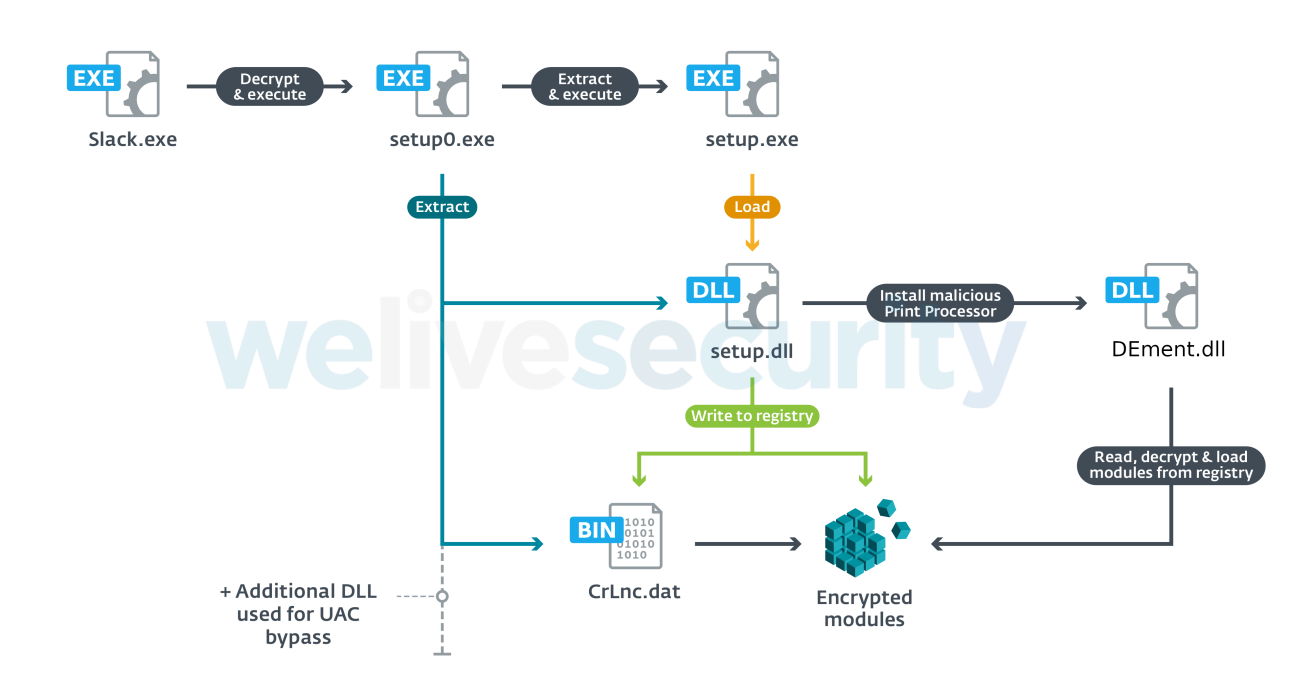 EXE
Slack.exe
Decrypt
& execute
EXE
setup0.exe
Extract
& execute
EXE
setup.exe
Extract
Load
DLL
setup.dll
Install malicious
Print Processor
DLL
DEment.dll
welivesecurity
Write to registry
Read, decrypt & load
modules from registry
BIN
1010
0101
01010
1010
CrLnc.dat
Encrypted
modules
+ Additional DLL
used for UAC
bypass